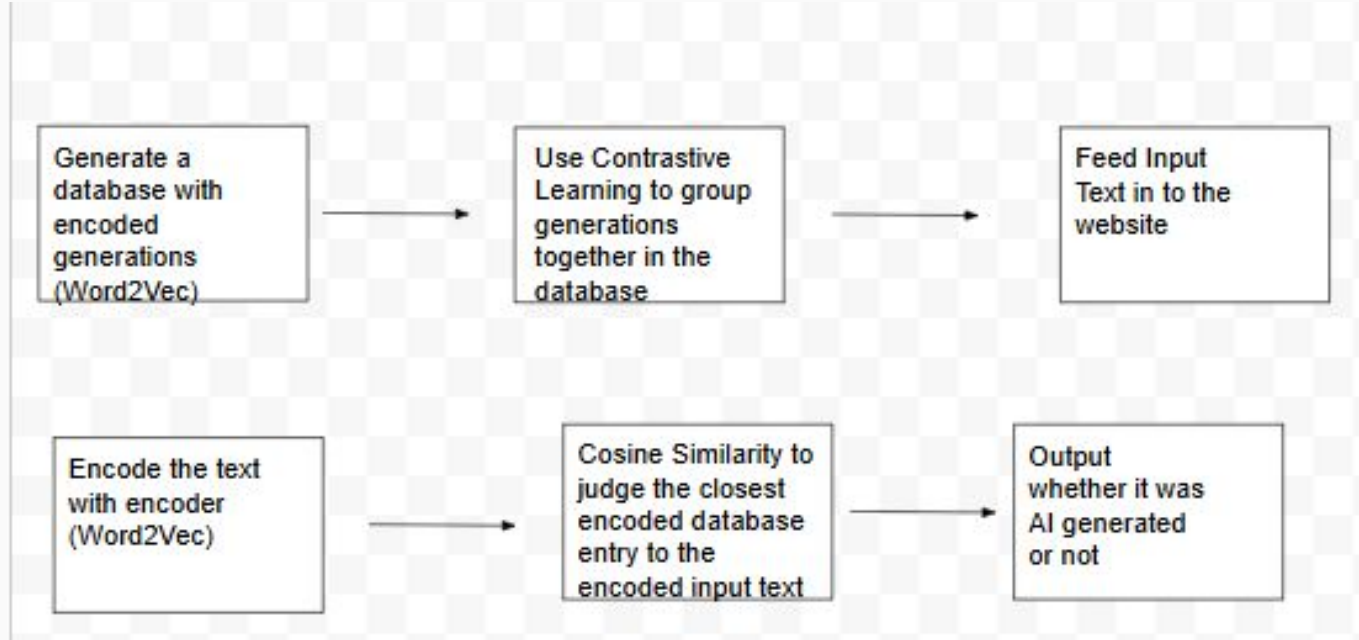 Generate a
database with
encoded
generations
(Word2Vec)
Use Contrastive
Learning to group
generations
together in the
database
Feed Input
Text in to the
website
Encode the text
with encoder
(Word2Vec)
Cosine Similarity to
judge the closest
encoded database
entry to the
encoded input text
Output
whether it was
AI generated
or not